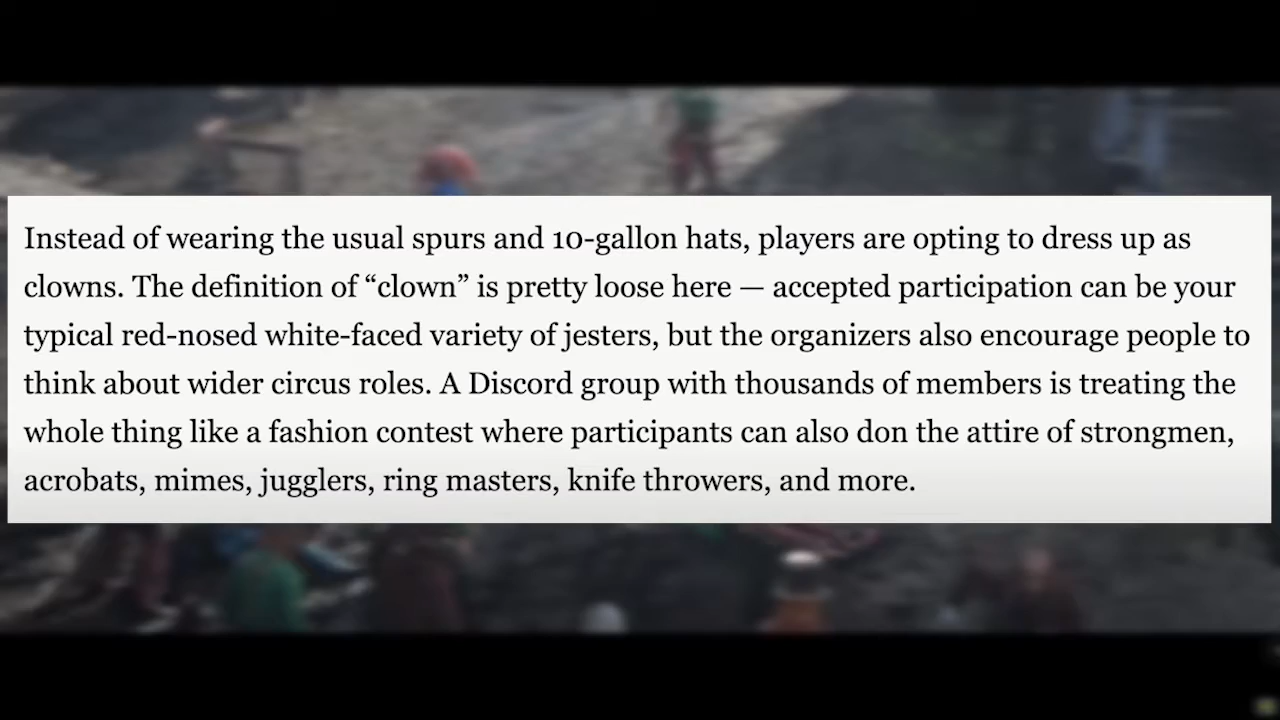 Instead of wearing the usual spurs and 10-gallon hats, players are opting to dress up as
clowns. The definition of “clown” is pretty loose here — accepted participation can be your
typical red-nosed white-faced variety of jesters, but the organizers also encourage people to
think about wider circus roles. A Discord group with thousands of members is treating the
whole thing like a fashion contest where participants can also don the attire of strongmen,
acrobats, mimes, jugglers, ring masters, knife throwers, and more.